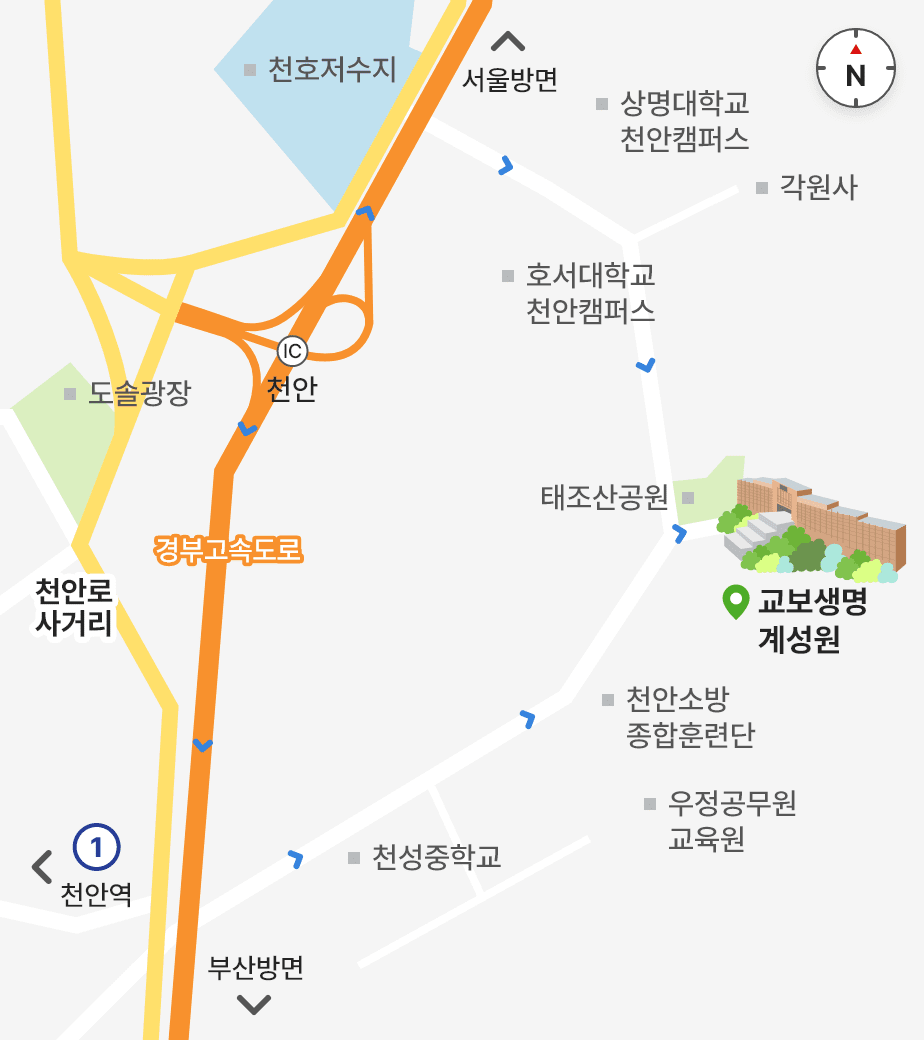 천호저수지
서울방면
N
상명대학교
천안캠퍼스
각원사
호서대학교
천안캠퍼스
IC
천안
도솔광장
태조산공원
경부고속도로
천안로
사거리
교보생명
계성원
천안소방
종합훈련단
우정공무원
교육원
1
천안역
천성중학교
부산방면